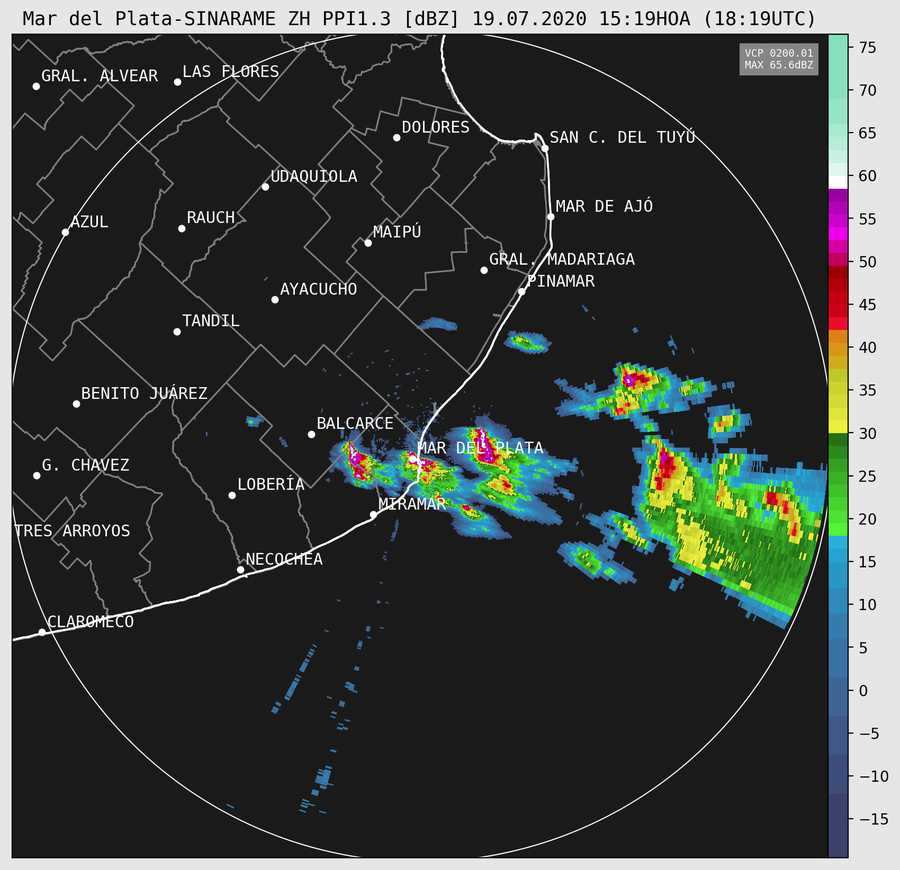 Mar del Plata-SINARAME ZH PPI1.3 [dBZ] 19.07.2020 15:19HOA (18:19UTC)
VCP 0200.01
MAX 65.6dBZ
GRAL. ALVEAR
LAS FLORES
DOLORES
SAN C. DEL TUYÚ
UDAQUIOLA
AZUL
RAUCH
MAIPÚ
MAR DE AJÓ
GRAL. MADARIAGA
PINAMAR
AYACUCHO
TANDIL
BENITO JUÁREZ
BALCARCE
MAR DEL PLATA
G. CHAVEZ
LOBERÍA
MIRAMAR
TRES ARROYOS
NECOCHEA
CLAROMECO
75
70
65
60
55
50
45
40
35
30
25
20
15
10
5
0
−5
−10
−15